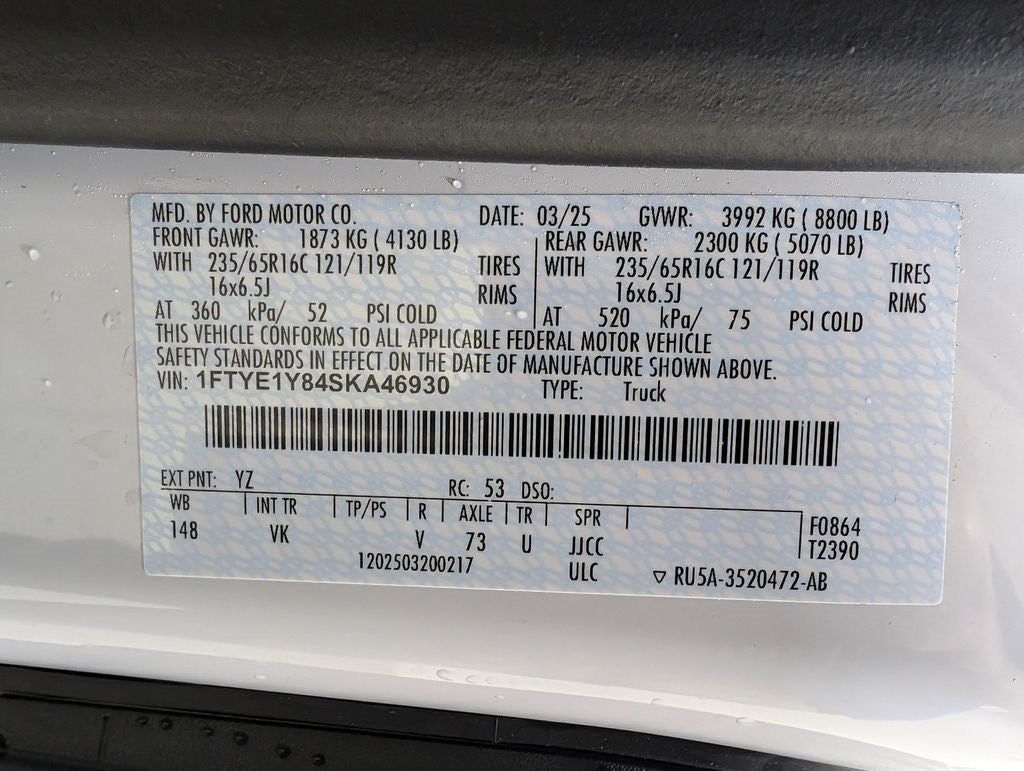 MFD. BY FORD MOTOR CO. DATE: 03/25 GVWR: 3992 KG ( 8800 LB)
FRONT GAWR: 1873 KG ( 4130 LB) REAR GAWR: 2300 KG ( 5070 LB)
WITH 235/65R16C 121/119R TIRES WITH 235/65R16C 121/119R TIRES
16x6.5J RIMS 16x6.5J RIMS
AT 360 kPa/ 52 PSI COLD AT 520 kPa/ 75 PSI COLD
THIS VEHICLE CONFORMS TO ALL APPLICABLE FEDERAL MOTOR VEHICLE
SAFETY STANDARDS IN EFFECT ON THE DATE OF MANUFACTURE SHOWN ABOVE.
VIN: 1FTYE1Y84SKA46930 TYPE: Truck
EXT PNT: YZ RC: 53 DSO:
WB INT TR TP/PS R AXLE TR SPR F0864
148 VK V 73 U JJCC T2390
1202503200217 ULC ▽ RU5A-3520472-AB